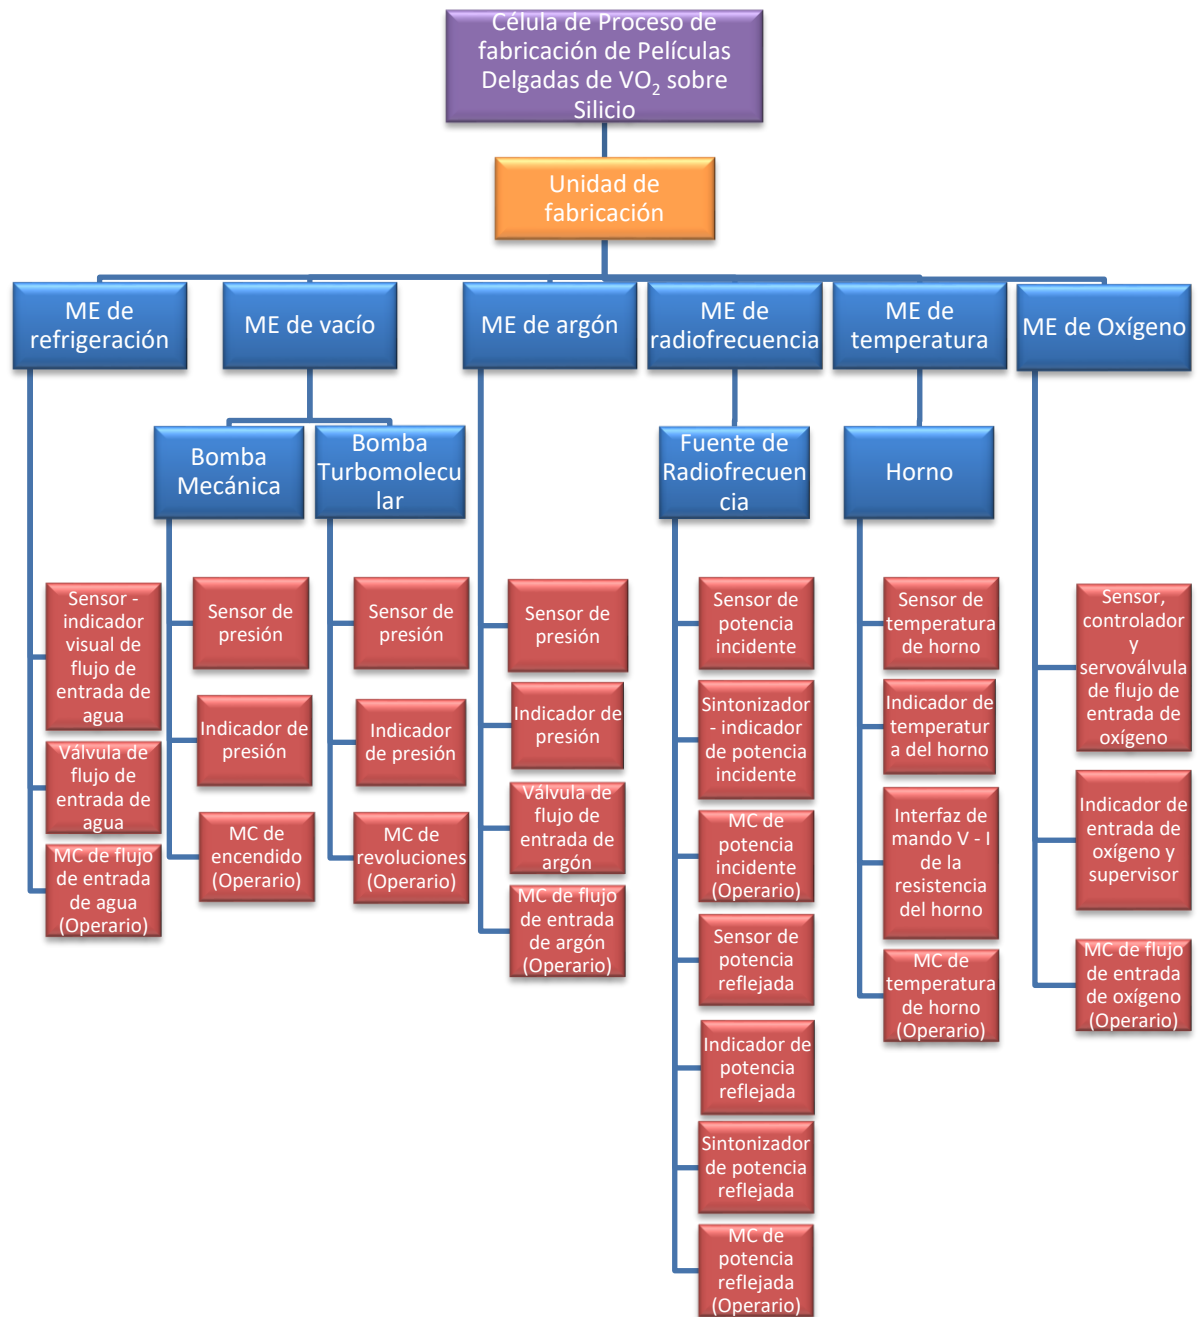 Célula de Proceso de
fabricación de Películas
Delgadas de VO₂ sobre
Silicio
Unidad de
fabricación
ME de
refrigeración
ME de vacío
ME de argón
ME de
radiofrecuencia
ME de
temperatura
ME de Oxígeno
Bomba
Mecánica
Bomba
Turbomolecu
lar
Fuente de
Radiofrecuen
cia
Horno
Sensor -
indicador
visual de
flujo de
entrada de
agua
Válvula de
flujo de
entrada de
agua
MC de flujo
de entrada
de agua
(Operario)
Sensor de
presión
Indicador de
presión
MC de
encendido
(Operario)
Sensor de
presión
Indicador
de presión
MC de
revoluciones
(Operario)
Sensor de
presión
Indicador de
presión
Válvula de
flujo de
entrada de
argón
MC de flujo
de entrada
de argón
(Operario)
Sensor de
potencia
incidente
Sintonizador
- indicador
de potencia
incidente
MC de
potencia
incidente
(Operario)
Sensor de
potencia
reflejada
Indicador de
potencia
reflejada
Sintonizador
de potencia
reflejada
MC de
potencia
reflejada
(Operario)
Sensor de
temperatura
de horno
Indicador de
temperatur
a del horno
Interfaz de
mando V - I
de la
resistencia
del horno
MC de
temperatura
de horno
(Operario)
Sensor,
controlador
y
servoválvula
de flujo de
entrada de
oxígeno
Indicador de
entrada de
oxígeno y
supervisor
MC de flujo
de entrada
de oxígeno
(Operario)